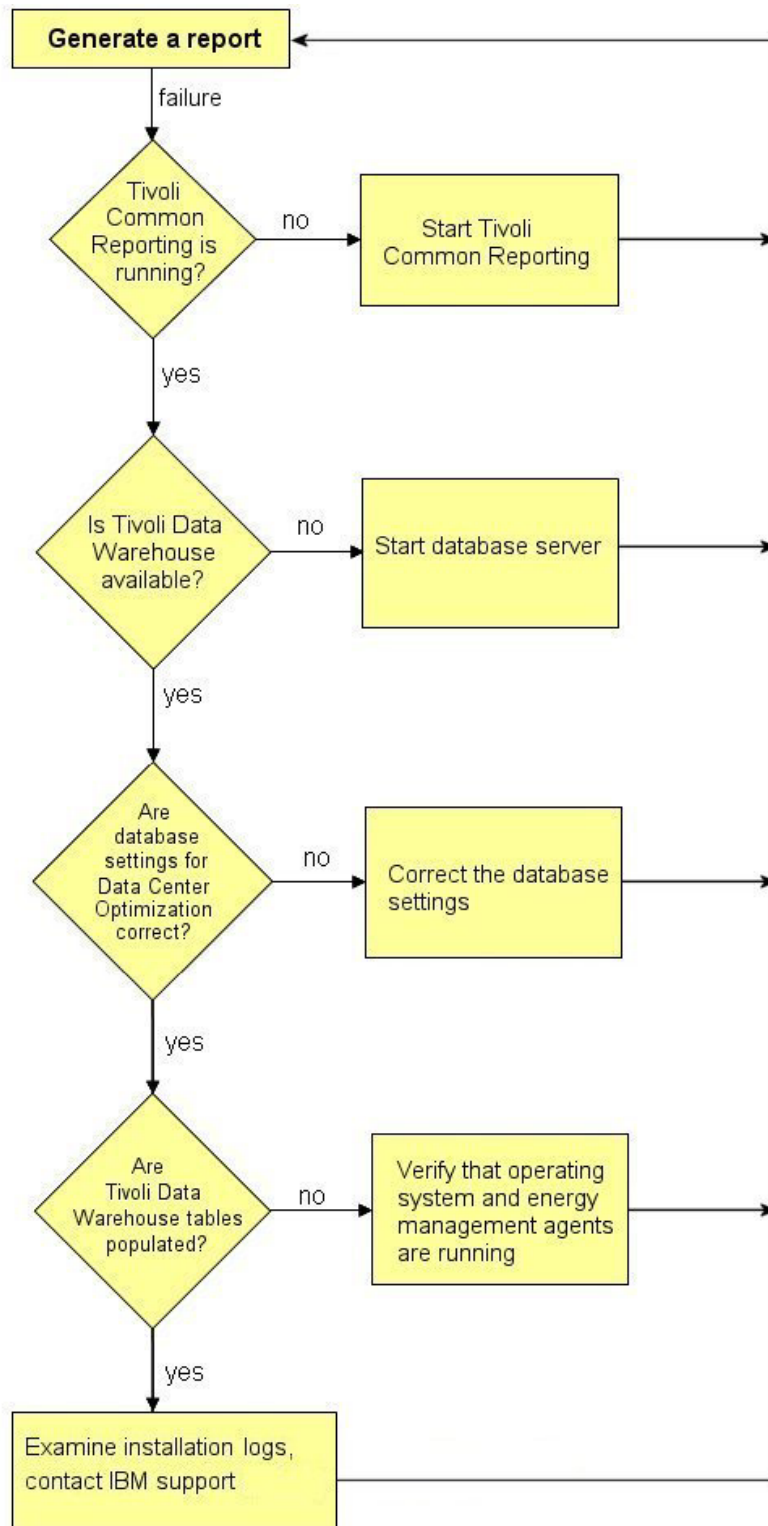 Generate a report
failure
Tivoli
Common
Reporting is
running?
no
Start Tivoli
Common Reporting
yes
Is Tivoli Data
Warehouse
available?
no
Start database server
yes
Are
database
settings for
Data Center
Optimization
correct?
no
Correct the database
settings
yes
Are
Tivoli Data
Warehouse tables
populated?
no
Verify that operating
system and energy
management agents
are running
yes
Examine installation logs,
contact IBM support